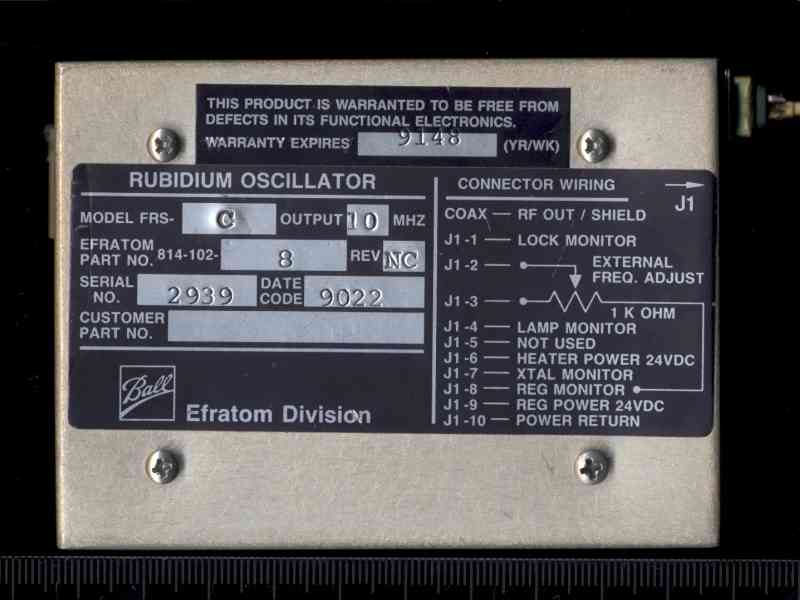 THIS PRODUCT IS WARRANTED TO BE FREE FROM
DEFECTS IN ITS FUNCTIONAL ELECTRONICS.
WARRANTY EXPIRES 9148 (YR/WK)
RUBIDIUM OSCILLATOR
MODEL FRS- C OUTPUT 10 MHZ
EFRATOM
PART NO. 814-102- 8 REV NC
SERIAL NO. 2939 DATE CODE 9022
CUSTOMER
PART NO.
Ball
Efratom Division
CONNECTOR WIRING
J1
COAX — RF OUT / SHIELD
J1-1 — LOCK MONITOR
J1-2 — EXTERNAL
FREQ. ADJUST
J1-3 —
1 K OHM
J1-4 — LAMP MONITOR
J1-5 — NOT USED
J1-6 — HEATER POWER 24VDC
J1-7 — XTAL MONITOR
J1-8 — REG MONITOR
J1-9 — REG POWER 24VDC
J1-10 — POWER RETURN